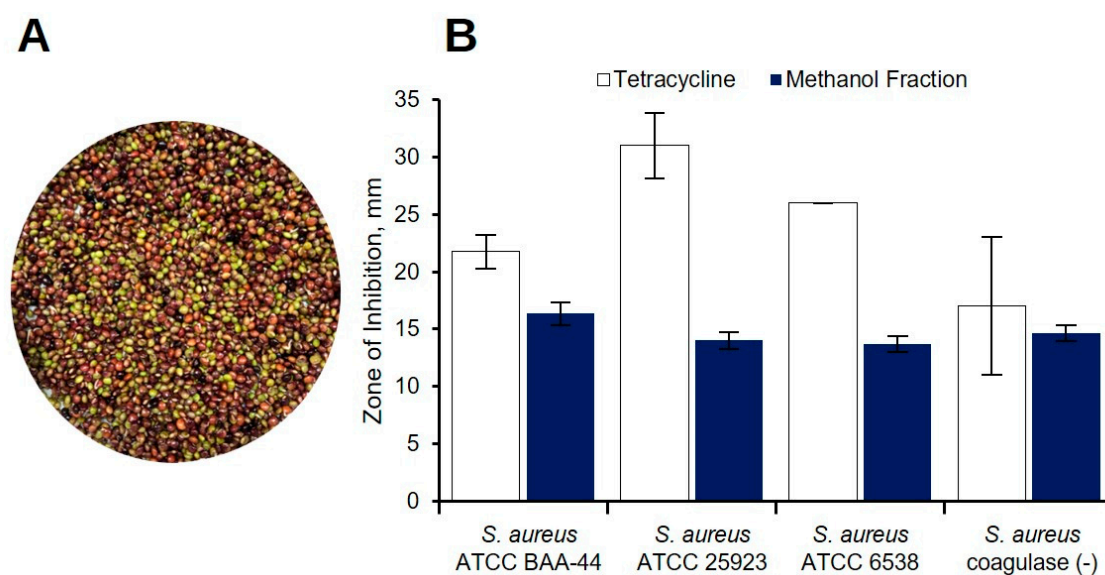 A
B
Tetracycline
Methanol Fraction
Zone of Inhibition, mm
35
30
25
20
15
10
5
0
S. aureus
ATCC BAA-44
S. aureus
ATCC 25923
S. aureus
ATCC 6538
S. aureus
coagulase (-)